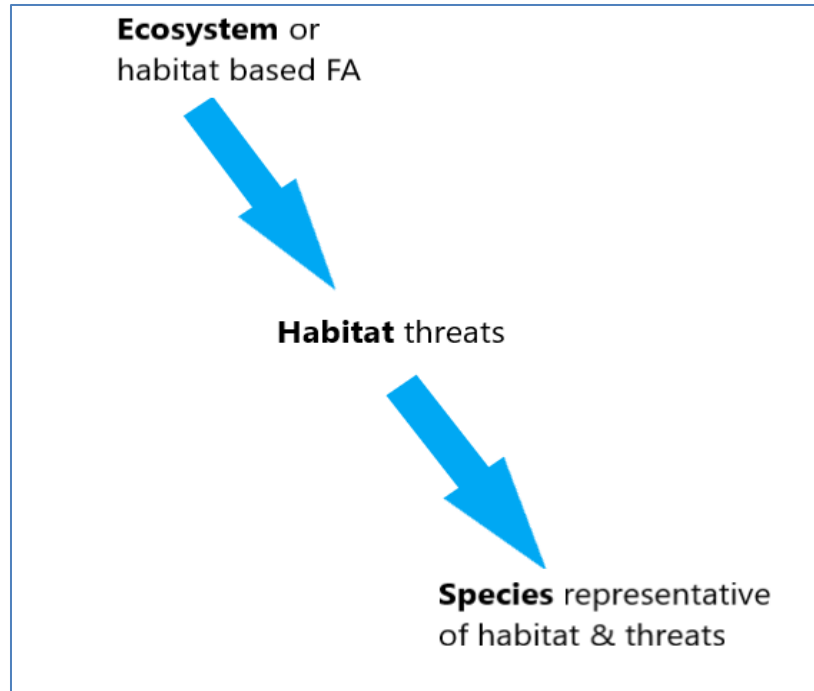 Ecosystem or
habitat based FA
Habitat threats
Species representative
of habitat & threats